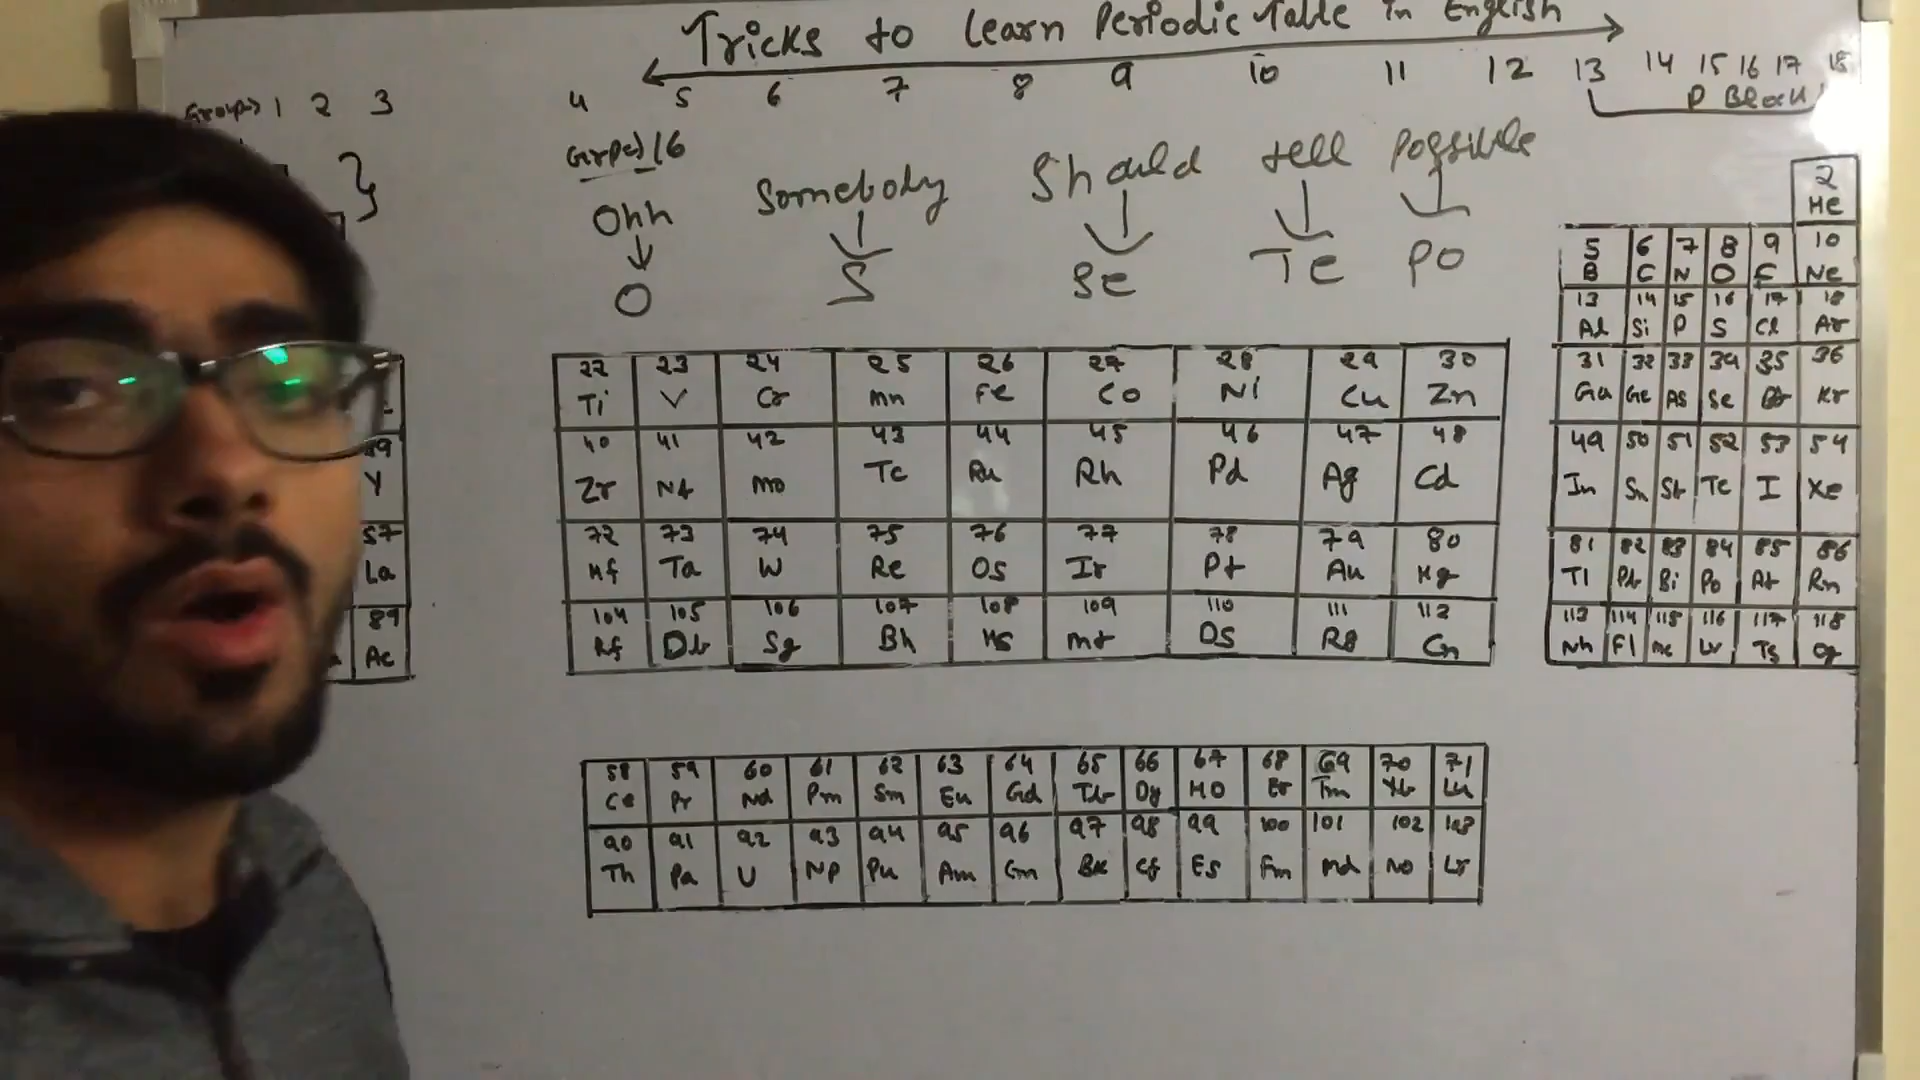 Tricks to learn Periodic Table in English
Groups 1 2 3 4 5 6 7 8 9 10 11 12 13 14 15 16 17 18
P Block
Grp 16
Ohh Somebody Should tell Possible
O S Se Te PO
2
He
5 6 7 8 9 10
B C N O F Ne
13 14 15 16 17 18
Al Si P S Cl Ar
22 23 24 25 26 27 28 29 30 31 32 33 34 35 36
Ti V Cr Mn Fe Co Ni Cu Zn Ga Ge As Se Br Kr
39 40 41 42 43 44 45 46 47 48 49 50 51 52 53 54
Y Zr Nb Mo Tc Ru Rh Pd Ag Cd In Sn Sb Te I Xe
57 72 73 74 75 76 77 78 79 80 81 82 83 84 85 86
La Hf Ta W Re Os Ir Pt Au Hg Tl Pb Bi Po At Rn
89 104 105 106 107 108 109 110 111 112 113 114 115 116 117 118
Ac Rf Db Sg Bh Hs Mt DS Rg Cn Nh Fl Mc Lv Ts Og
58 59 60 61 62 63 64 65 66 67 68 69 70 71
Ce Pr Nd Pm Sm Eu Gd Tb Dy HO Er Tm Yb Lu
90 91 92 93 94 95 96 97 98 99 100 101 102 103
Th Pa U NP Pu Am Cm BK Cf Es Fm Md No Lr